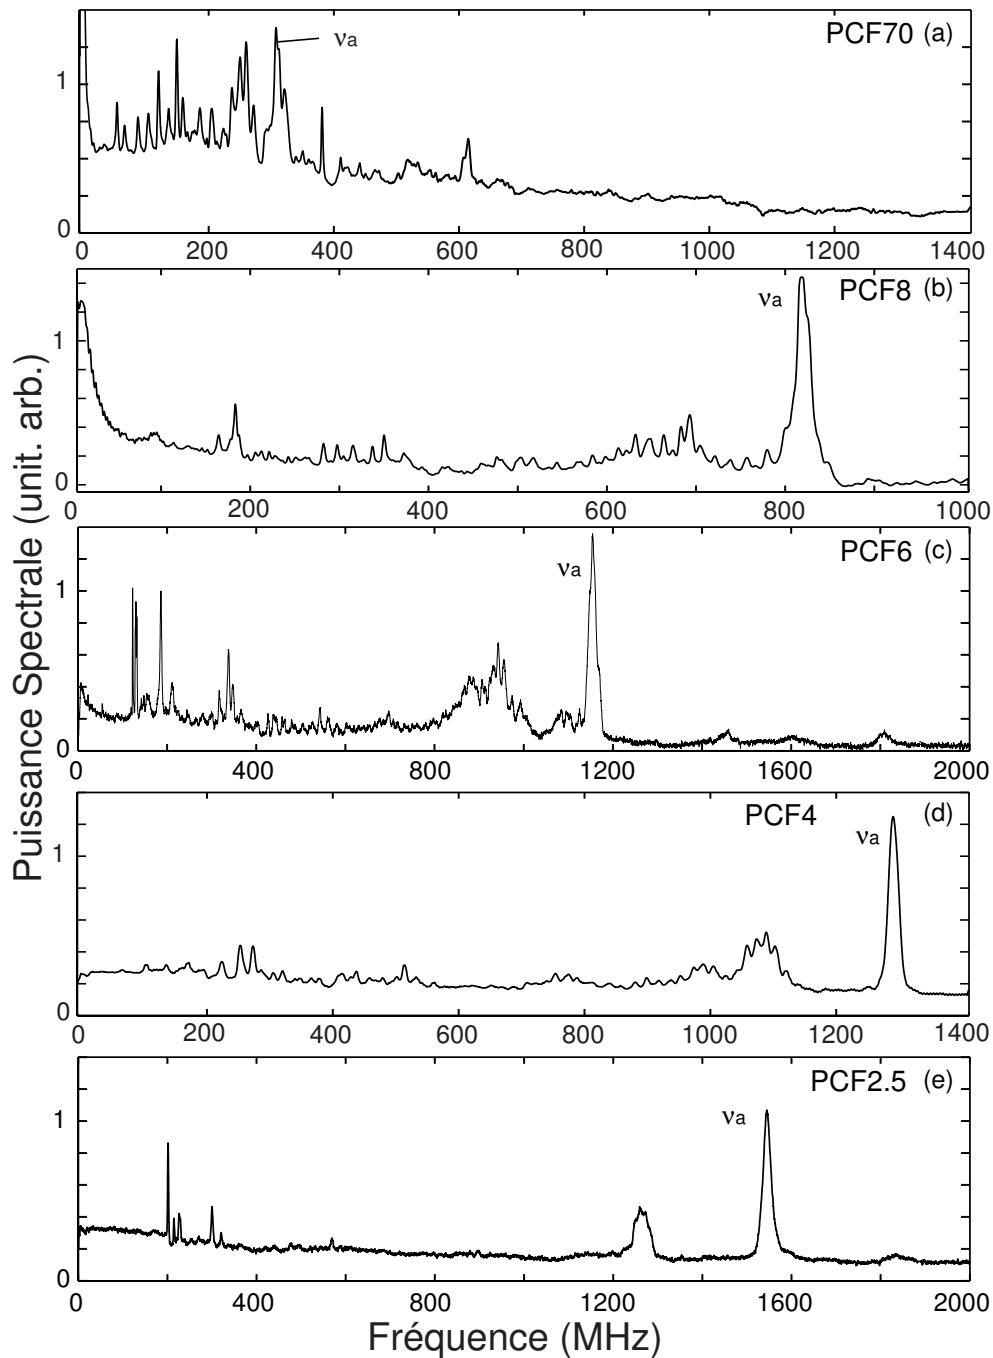 PCF70 (a)
νa
1
0
0 200 400 600 800 1000 1200 1400
PCF8 (b)
νa
1
0
0 200 400 600 800 1000
PCF6 (c)
νa
1
0
0 400 800 1200 1600 2000
PCF4 (d)
νa
1
0
0 200 400 600 800 1000 1200 1400
PCF2.5 (e)
νa
1
0
0 400 800 1200 1600 2000
Puissance Spectrale (unit. arb.)
Fréquence (MHz)